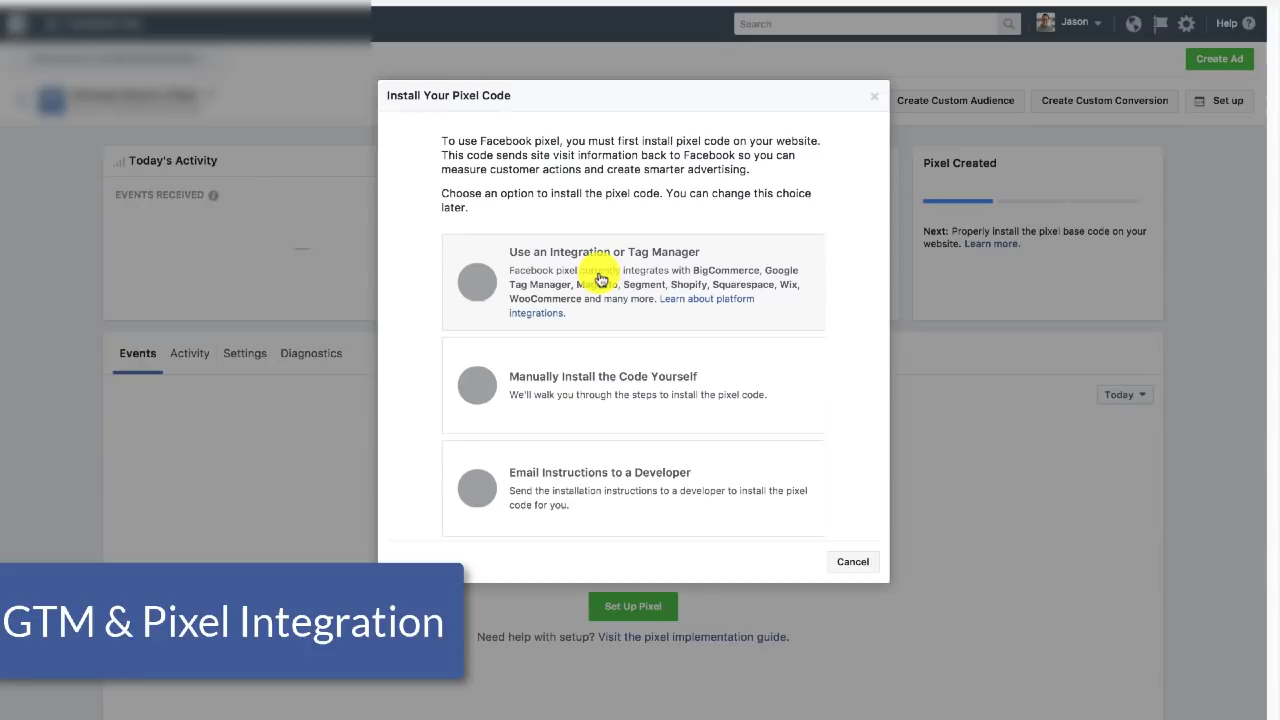 Search
Jason
Help
Create Ad
Install Your Pixel Code
Create Custom Audience
Create Custom Conversion
Set up
To use Facebook pixel, you must first install pixel code on your website.
This code sends site visit information back to Facebook so you can
measure customer actions and create smarter advertising.
Choose an option to install the pixel code. You can change this choice
later.
Today's Activity
EVENTS RECEIVED
Pixel Created
Next: Properly install the pixel base code on your
website. Learn more.
Use an Integration or Tag Manager
Facebook pixel currently integrates with BigCommerce, Google
Tag Manager, Segment, Shopify, Squarespace, Wix,
WooCommerce and many more. Learn about platform
integrations.
Events
Activity
Settings
Diagnostics
Today
Manually Install the Code Yourself
We'll walk you through the steps to install the pixel code.
Email Instructions to a Developer
Send the installation instructions to a developer to install the pixel
code for you.
Cancel
GTM & Pixel Integration
Set Up Pixel
Need help with setup? Visit the pixel implementation guide.